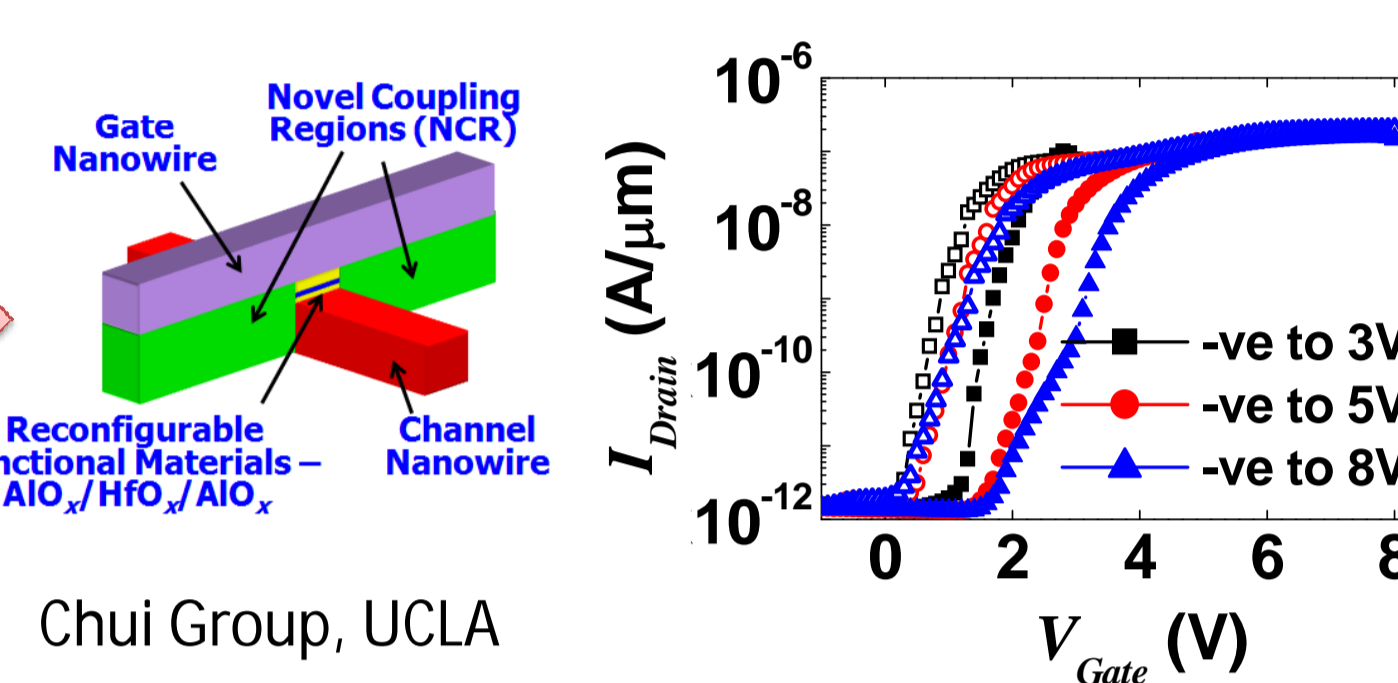 Gate
Nanowire
Novel Coupling
Regions (NCR)
Reconfigurable
nctional Materials –
AlOx/HfOx/AlOx
Channel
Nanowire
Chui Group, UCLA
I Drain (A/μm)
10-6
10-8
10-10
10-12
-ve to 3V
-ve to 5V
-ve to 8V
0 2 4 6 8
V Gate (V)